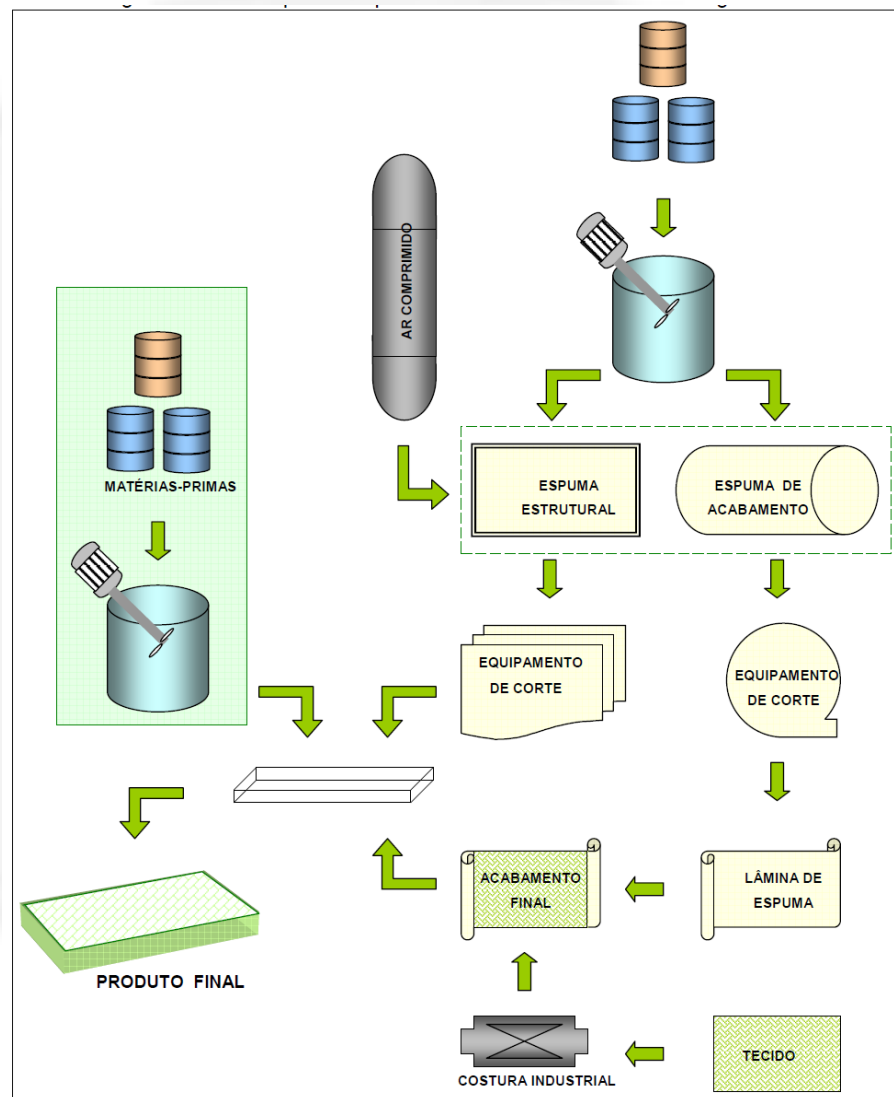 AR COMPRIMIDO
MATÉRIAS-PRIMAS
ESPUMA
ESTRUTURAL
ESPUMA DE
ACABAMENTO
EQUIPAMENTO
DE CORTE
EQUIPAMENTO
DE CORTE
ACABAMENTO
FINAL
LÂMINA DE
ESPUMA
PRODUTO FINAL
COSTURA INDUSTRIAL
TECIDO